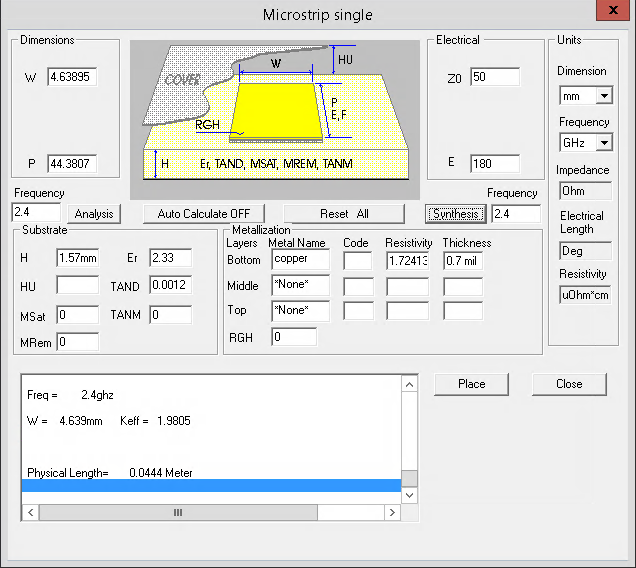 Microstrip single
x
Dimensions
W 4.63895
P 44.3807
Frequency
2.4 Analysis
COVER
W
HU
P
E, F
RGH
H Er, TAND, MSAT, MREM, TANM
Electrical
Z0 50
E 180
Frequency
Synthesis 2.4
Auto Calculate OFF
Reset All
Units
Dimension
mm
Frequency
GHz
Impedance
Ohm
Electrical
Length
Deg
Resistivity
uOhm*cm
Substrate
H 1.57mm Er 2.33
HU TAND 0.0012
MSat 0 TANM 0
MRem 0
Metallization
Layers Metal Name Code Resistivity Thickness
Bottom copper 1.72413 0.7 mil
Middle *None*
Top *None*
RGH 0
Freq = 2.4ghz
W = 4.639mm Keff = 1.9805
Physical Length= 0.0444 Meter
Place
Close